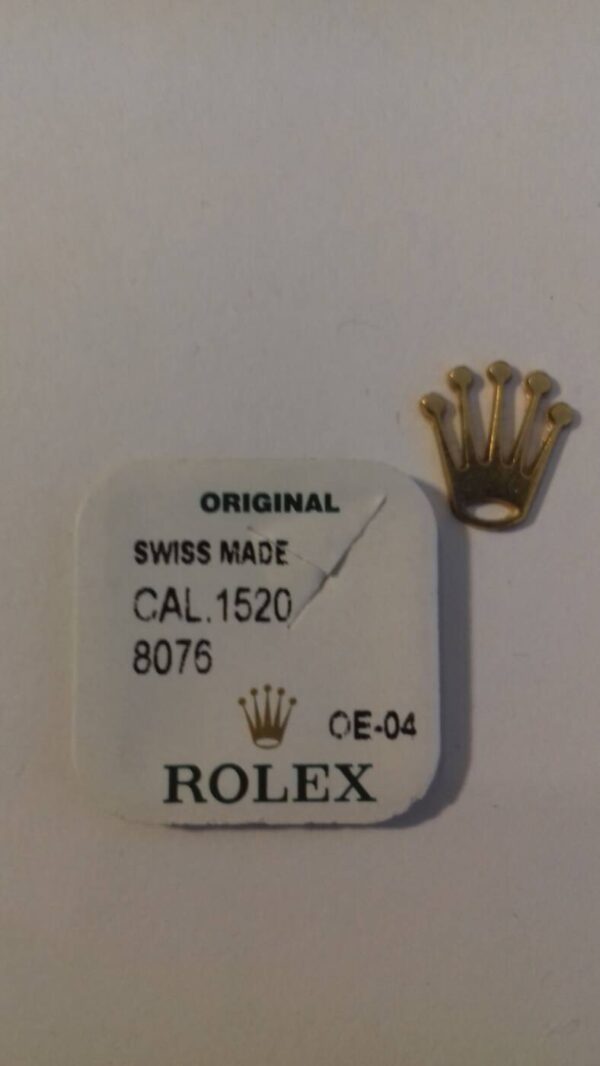 ORIGINAL
SWISS MADE
CAL.1520
8076
OE-04
ROLEX